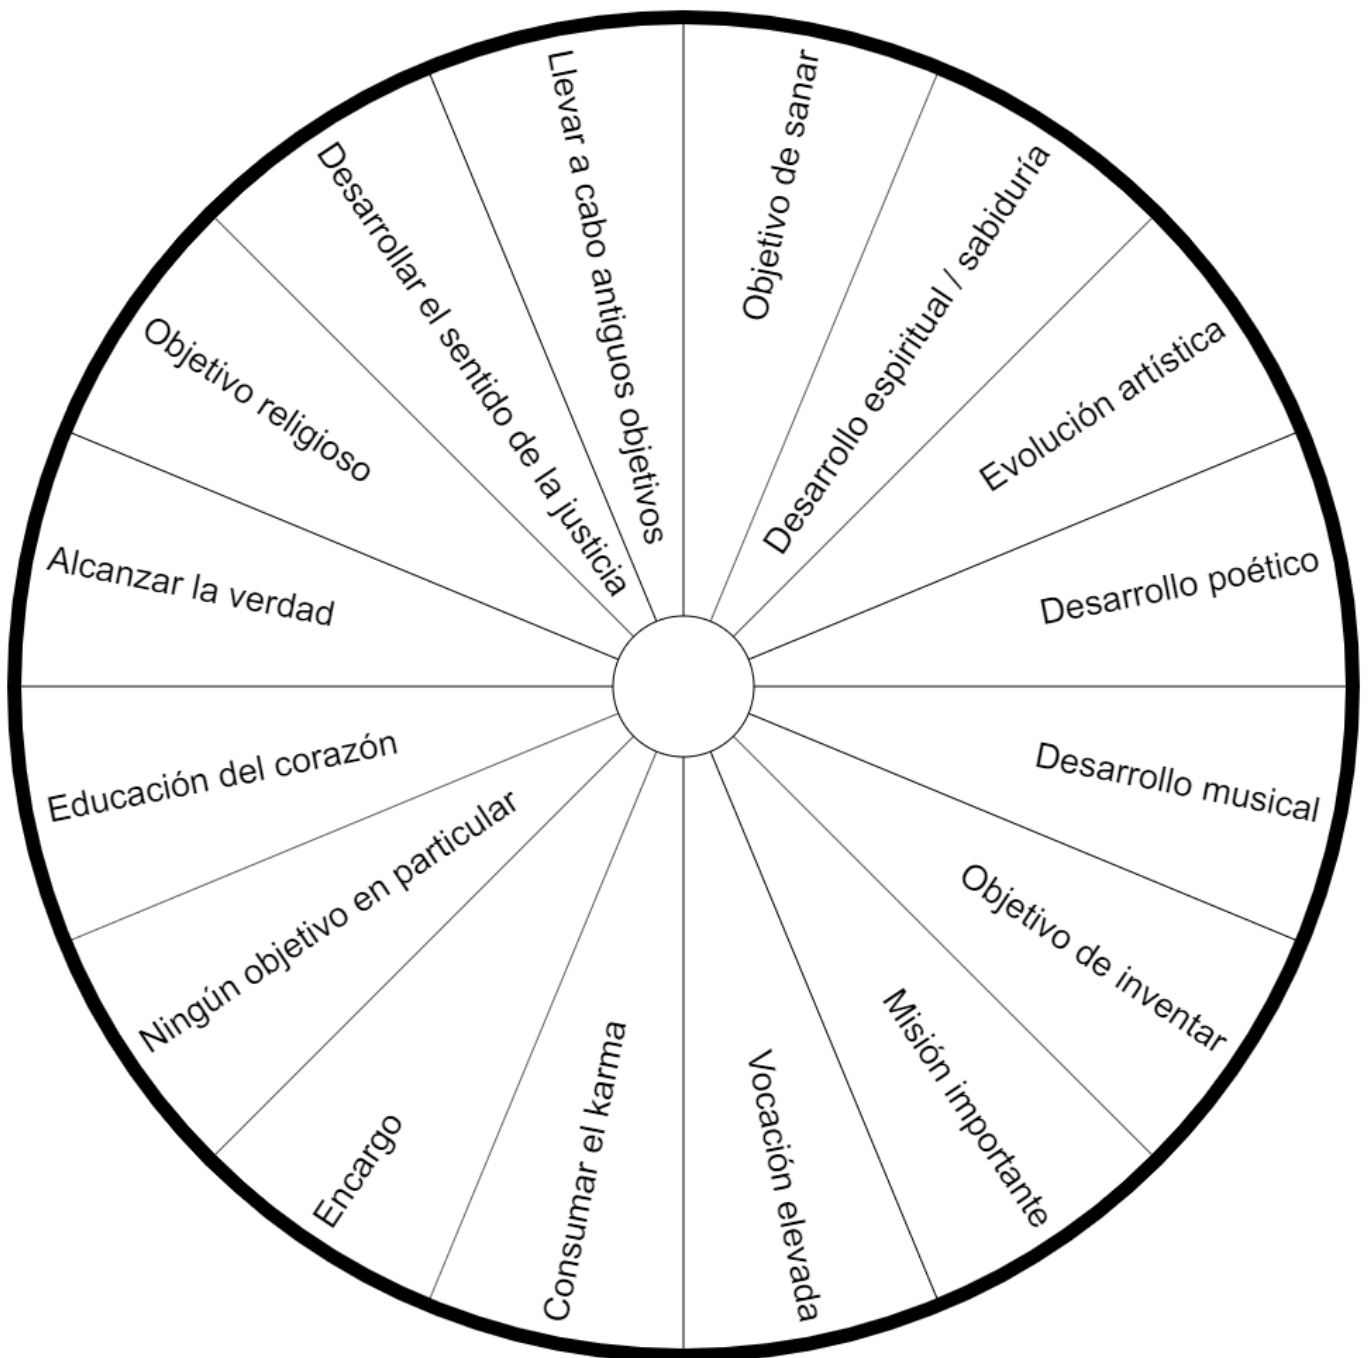 Objetivo de sanar
Desarrollo espiritual / sabiduría
Evolución artística
Desarrollo poético
Desarrollo musical
Objetivo de inventar
Misión importante
Vocación elevada
Consumar el karma
Encargo
Ningún objetivo en particular
Educación del corazón
Alcanzar la verdad
Objetivo religioso
Desarrollar el sentido de la justicia
Llevar a cabo antiguos objetivos